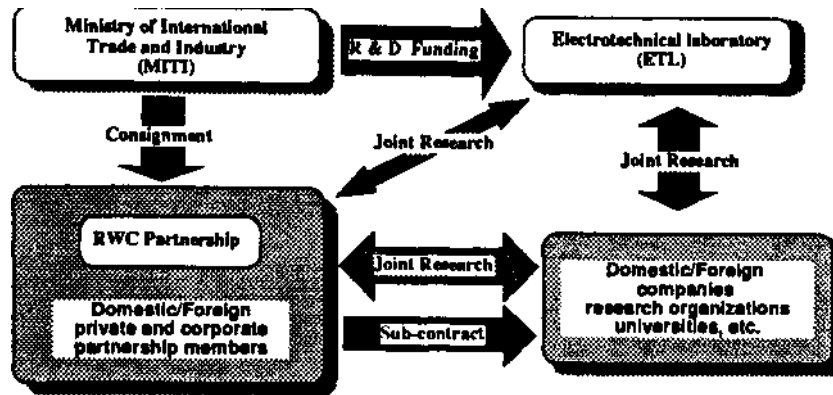 Ministry of International
Trade and Industry
(MITI)
R & D Funding
Electrotechnical laboratory
(ETL)
Consignment
Joint Research
Joint Research
RWC Partnership
Domestic/Foreign
private and corporate
partnership members
Joint Research
Sub-contract
Domestic/Foreign
companies
research organizations
universities, etc.